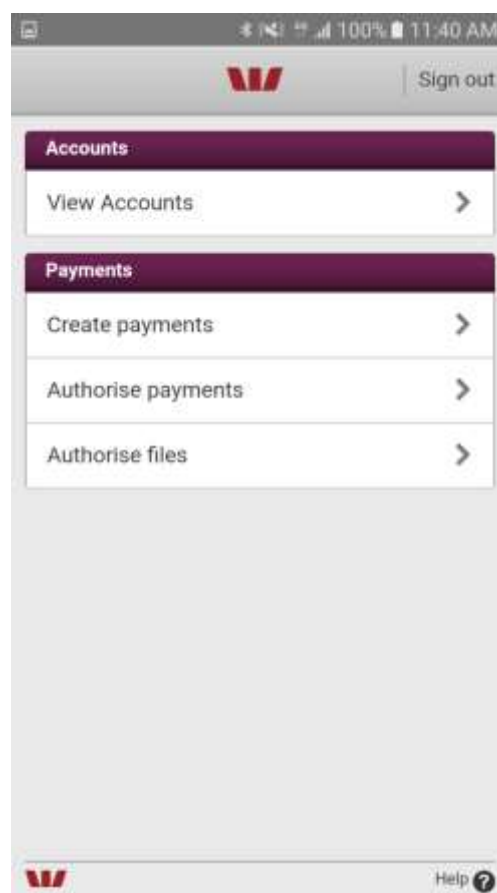 100% 11:40 AM
Sign out
Accounts
View Accounts
Payments
Create payments
Authorise payments
Authorise files
Help ?